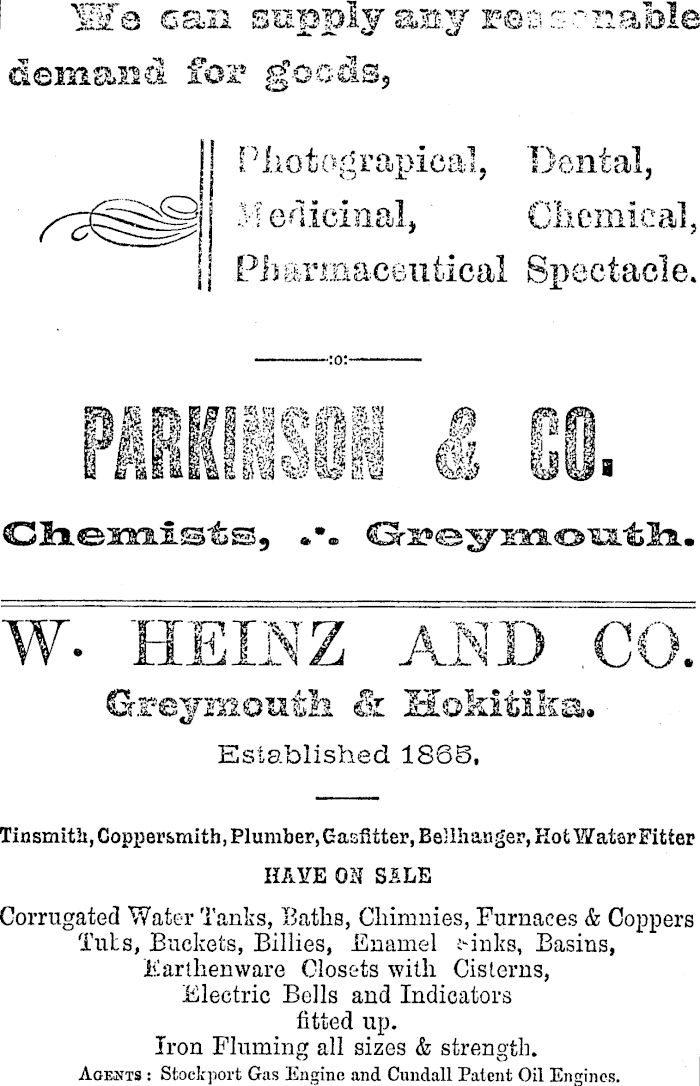 We can supply any reasonable
demand for goods,
Photograpical, Dental,
Medicinal, Chemical,
Pharmaceutical Spectacle.
:o:
PARKINSON & CO.
Chemists, ∴ Greymouth.
W. HEINZ AND CO.
Greymouth & Hokitika.
Established 1865.
Tinsmith, Coppersmith, Plumber, Gasfitter, Bellhanger, Hot Water Fitter
HAVE ON SALE
Corrugated Water Tanks, Baths, Chimnies, Furnaces & Coppers
Tubs, Buckets, Billies, Enamel Sinks, Basins,
Earthenware Closets with Cisterns,
Electric Bells and Indicators
fitted up.
Iron Fluming all sizes & strength.
AGENTS : Stockport Gas Engine and Cundall Patent Oil Engines.